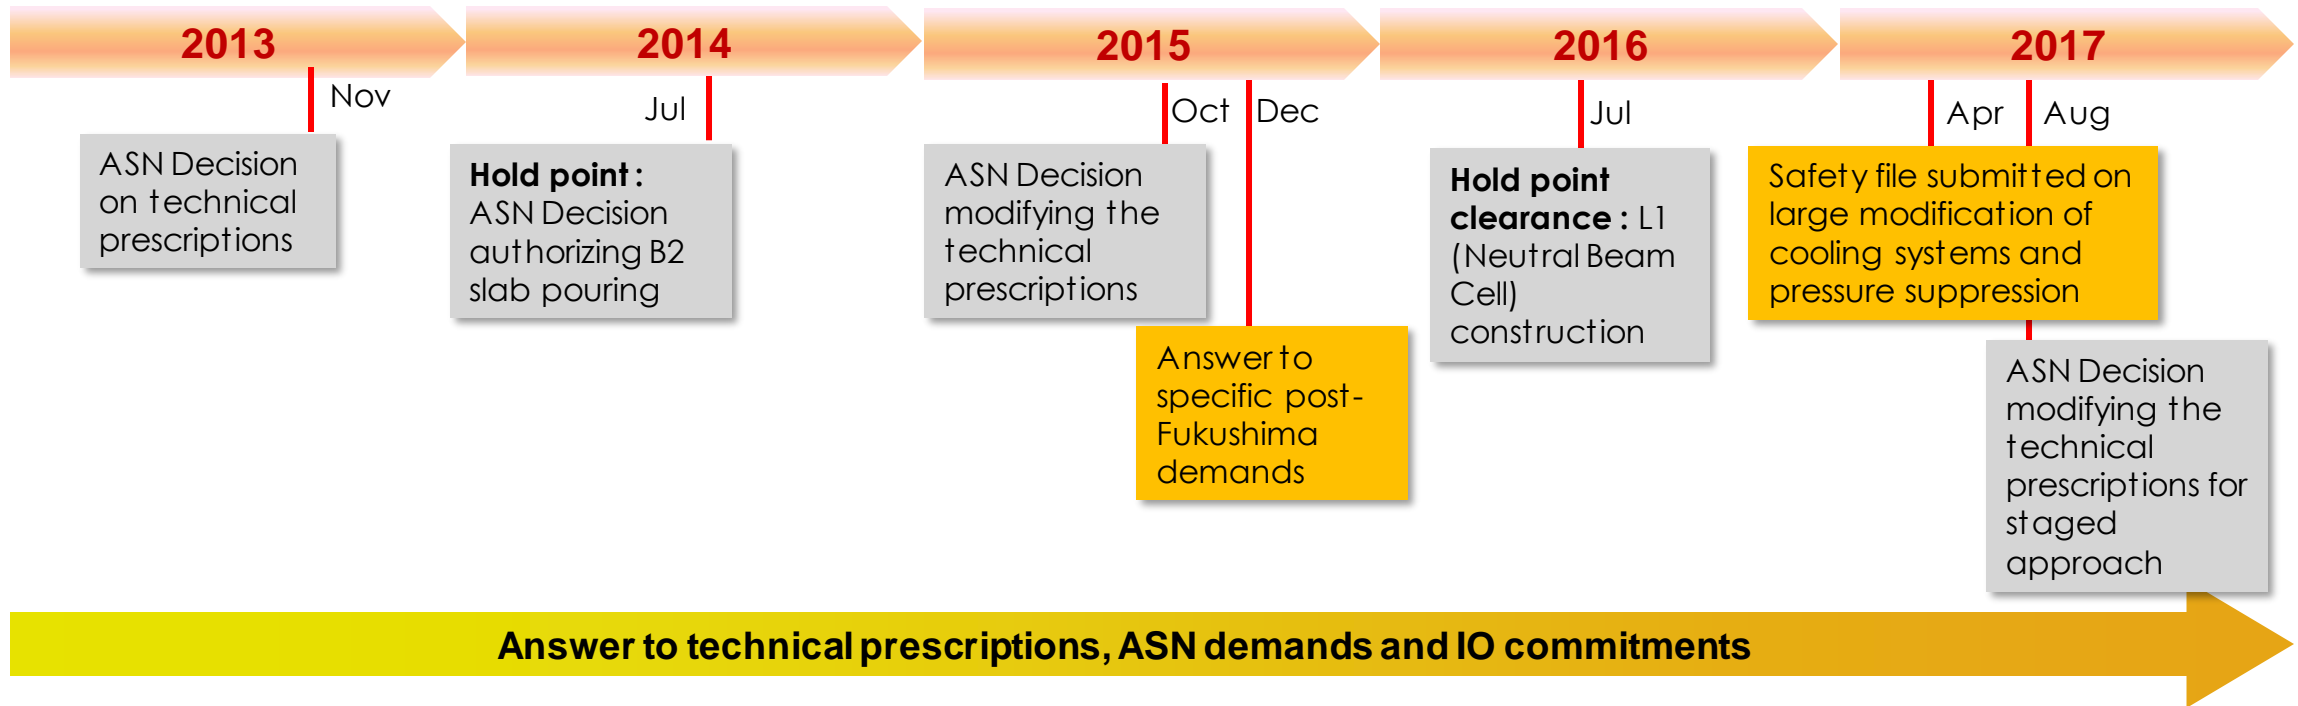 2013
2014
2015
2016
2017
Nov
Jul
Oct
Dec
Jul
Apr
Aug
ASN Decision
on technical
prescriptions
Hold point :
ASN Decision
authorizing B2
slab pouring
ASN Decision
modifying the
technical
prescriptions
Answer to
specific post-
Fukushima
demands
Hold point
clearance : L1
(Neutral Beam
Cell)
construction
Safety file submitted on
large modification of
cooling systems and
pressure suppression
ASN Decision
modifying the
technical
prescriptions for
staged
approach
Answer to technical prescriptions, ASN demands and IO commitments